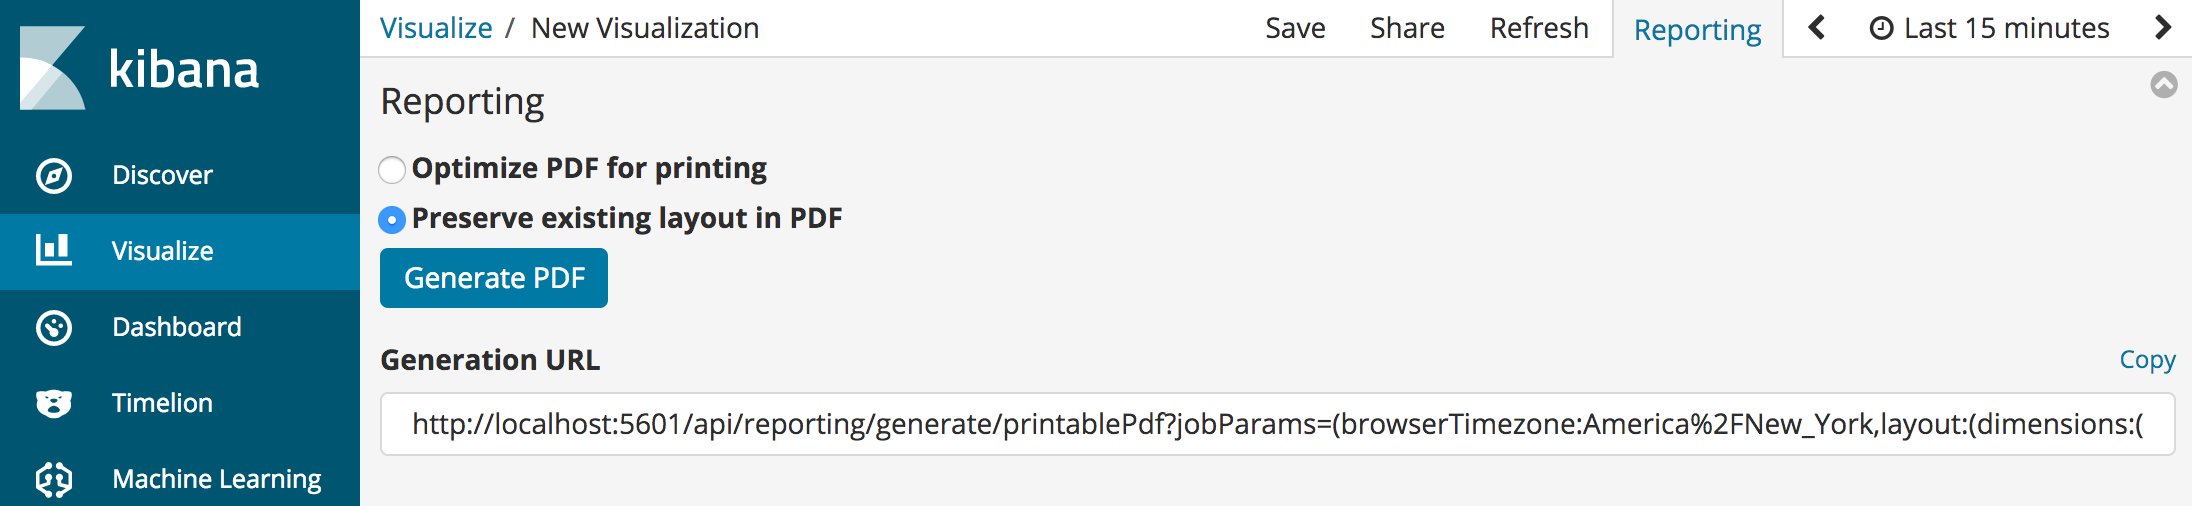 kibana
Discover
Visualize
Dashboard
Timelion
Machine Learning
Visualize / New Visualization Save Share Refresh Reporting Last 15 minutes
Reporting
Optimize PDF for printing
Preserve existing layout in PDF
Generate PDF
Generation URL Copy
http://localhost:5601/api/reporting/generate/printablePdf?jobParams=(browserTimezone:America%2FNew_York,layout:(dimensions:(